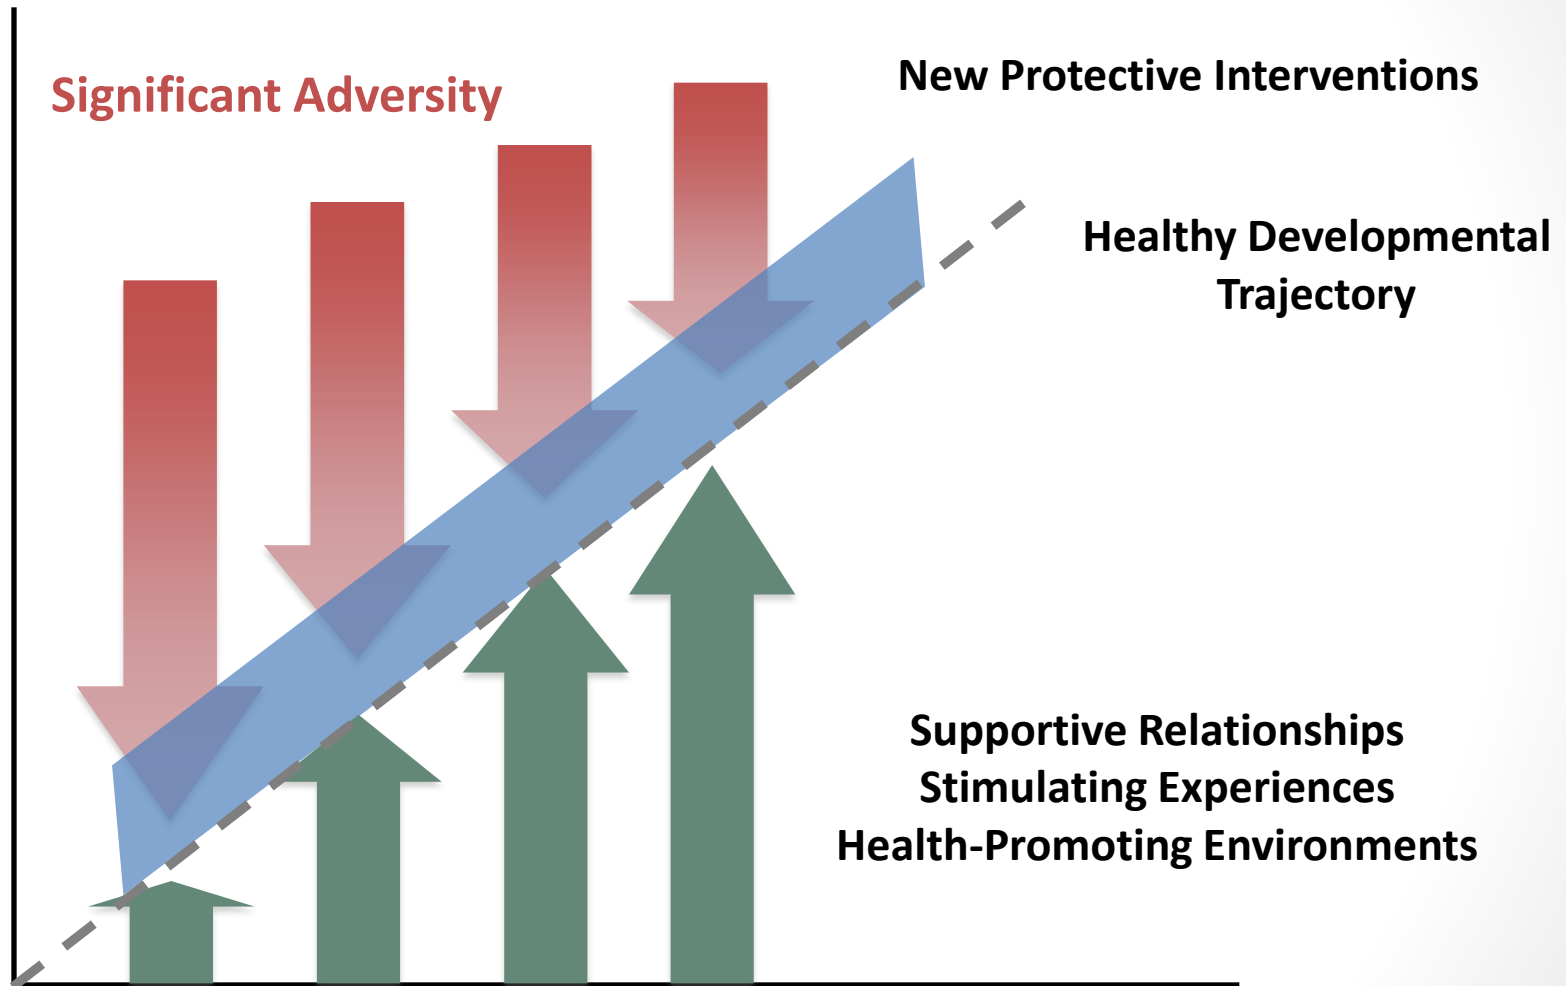 Significant Adversity
New Protective Interventions
Healthy Developmental
Trajectory
Supportive Relationships
Stimulating Experiences
Health-Promoting Environments